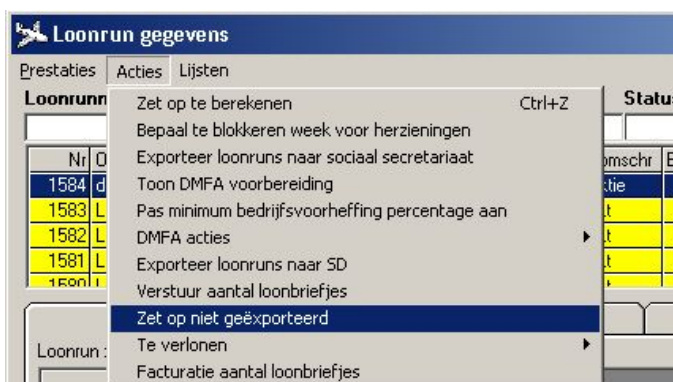 Loonrun gegevens
Prestaties Acties Lijsten
Zet op te berekenen Ctrl+Z
Bepaal te blokkeren week voor herzieningen
Exporteer loonruns naar sociaal secretariaat
Toon DMFA voorbereiding
Pas minimum bedrijfsvoorheffing percentage aan
DMFA acties
Exporteer loonruns naar SD
Verstuur aantal loonbriefjes
Zet op niet geëxporteerd
Te verlonen
Facturatie aantal loonbriefjes
Nr
1584
1583 L
1582 L
1581 L
Loonrun :